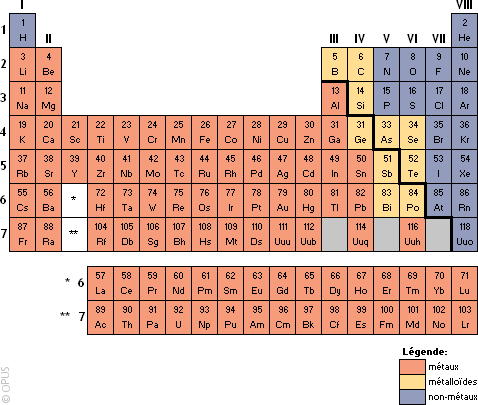 I VIII
1 1 2
H He
II III IV V VI VII
2 3 4 5 6 7 8 9 10
Li Be B C N O F Ne
3 11 12 13 14 15 16 17 18
Na Mg Al Si P S Cl Ar
4 19 20 21 22 23 24 25 26 27 28 29 30 31 31 33 34 35 36
K Ca Sc Ti V Cr Mn Fe Co Ni Cu Zn Ga Ge As Se Br Kr
5 37 38 39 40 41 42 43 44 45 46 47 48 49 50 51 52 53 54
Rb Sr Y Zr Nb Mo Tc Ru Rh Pd Ag Cd In Sn Sb Te I Xe
6 55 56 * 72 73 74 75 76 77 78 79 80 81 82 83 84 85 86
Cs Ba Hf Ta W Re Os Ir Pt Au Hg Tl Pb Bi Po At Rn
7 87 88 ** 104 105 106 107 108 109 110 111 112 114 116 118
Fr Ra Rf Db Sg Bh Hs Mt Ds Uuu Uub Uuq Uuh Uuo
* 6 57 58 59 60 61 62 63 64 65 66 67 68 69 70 71
La Ce Pr Nd Pm Sm Eu Gd Tb Dy Ho Er Tm Yb Lu
** 7 89 90 91 92 93 94 95 96 97 98 99 100 101 102 103
Ac Th Pa U Np Pu Am Cm Bk Cf Es Fm Md No Lr
Légende:
métaux
métalloïdes
non-métaux
© OPUS